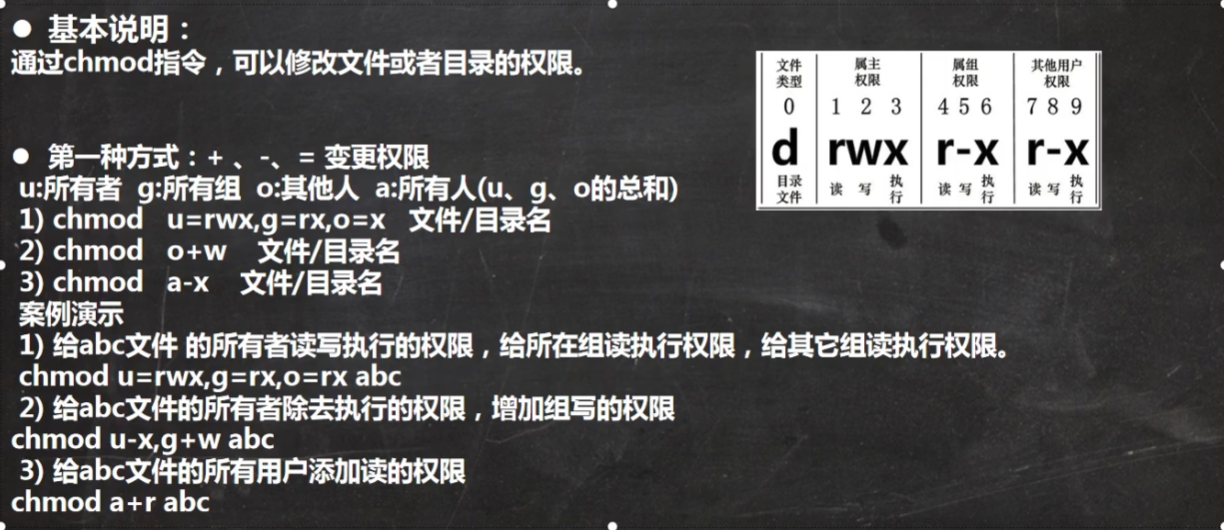 ● 基本说明：
通过chmod指令，可以修改文件或者目录的权限。
● 第一种方式：+ 、-、= 变更权限
u:所有者 g:所有组 o:其他人 a:所有人(u、g、o的总和)
1) chmod u=rwx,g=rx,o=x 文件/目录名
2) chmod o+w 文件/目录名
3) chmod a-x 文件/目录名
案例演示
1) 给abc文件 的所有者读写执行的权限，给所在组读执行权限，给其它组读执行权限。
chmod u=rwx,g=rx,o=rx abc
2) 给abc文件的所有者除去执行的权限，增加组写的权限
chmod u-x,g+w abc
3) 给abc文件的所有用户添加读的权限
chmod a+r abc
文件 属主 属组 其他用户
类型 权限 权限 权限
0 1 2 3 4 5 6 7 8 9
d rwx r-x r-x
目录 读 写 执 读 写 执 读 写 执
文件 行 行 行